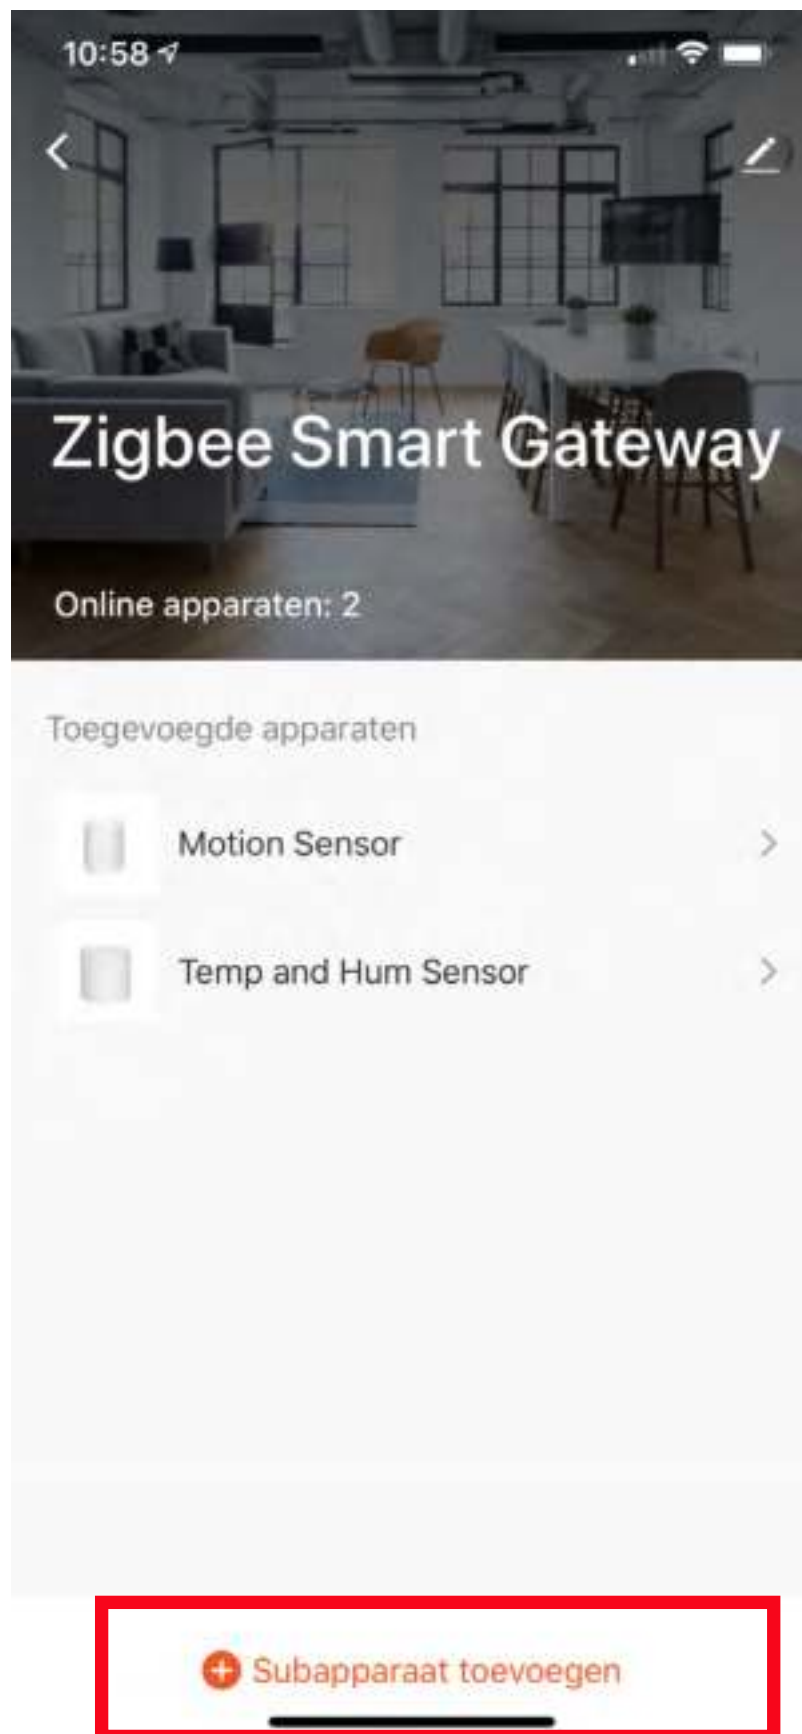 10:58
Zigbee Smart Gateway
Online apparaten: 2
Toegevoegde apparaten
Motion Sensor
Temp and Hum Sensor
Subapparaat toevoegen